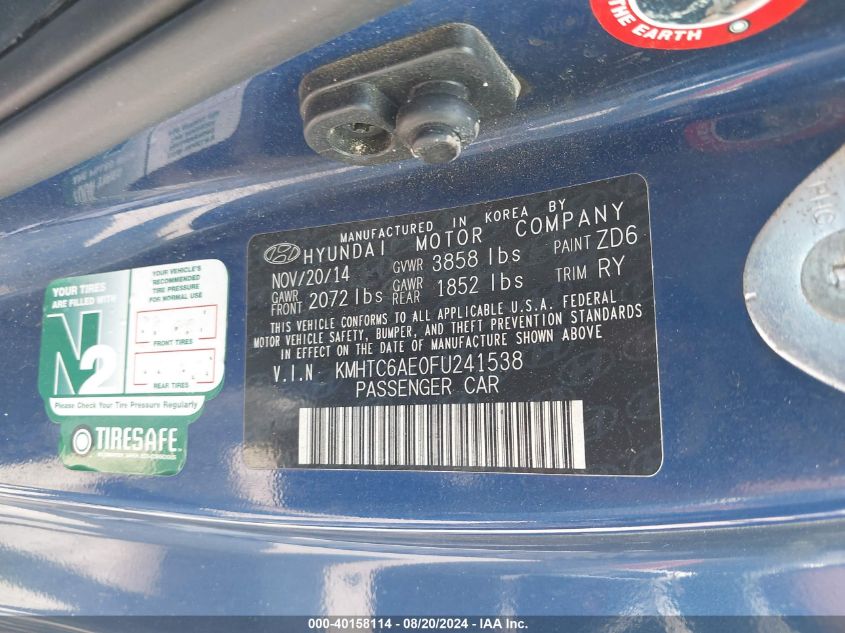 THE EARTH
MANUFACTURED IN KOREA BY
HYUNDAI MOTOR COMPANY
NOV/20/14 GVWR 3858 lbs PAINT ZD6
GAWR FRONT 2072 lbs GAWR REAR 1852 lbs TRIM RY
THIS VEHICLE CONFORMS TO ALL APPLICABLE U.S.A. FEDERAL
MOTOR VEHICLE SAFETY, BUMPER, AND THEFT PREVENTION STANDARDS
IN EFFECT ON THE DATE OF MANUFACTURE SHOWN ABOVE
V.I.N. KMHTC6AE0FU241538
PASSENGER CAR
YOUR TIRES
ARE FILLED WITH
N2
YOUR VEHICLE'S
RECOMMENDED
TIRE PRESSURE
FOR NORMAL USE
FRONT TIRES
REAR TIRES
Please Check Your Tire Pressure Regularly
TIRESAFE
000-40158114 - 08/20/2024 - IAA Inc.